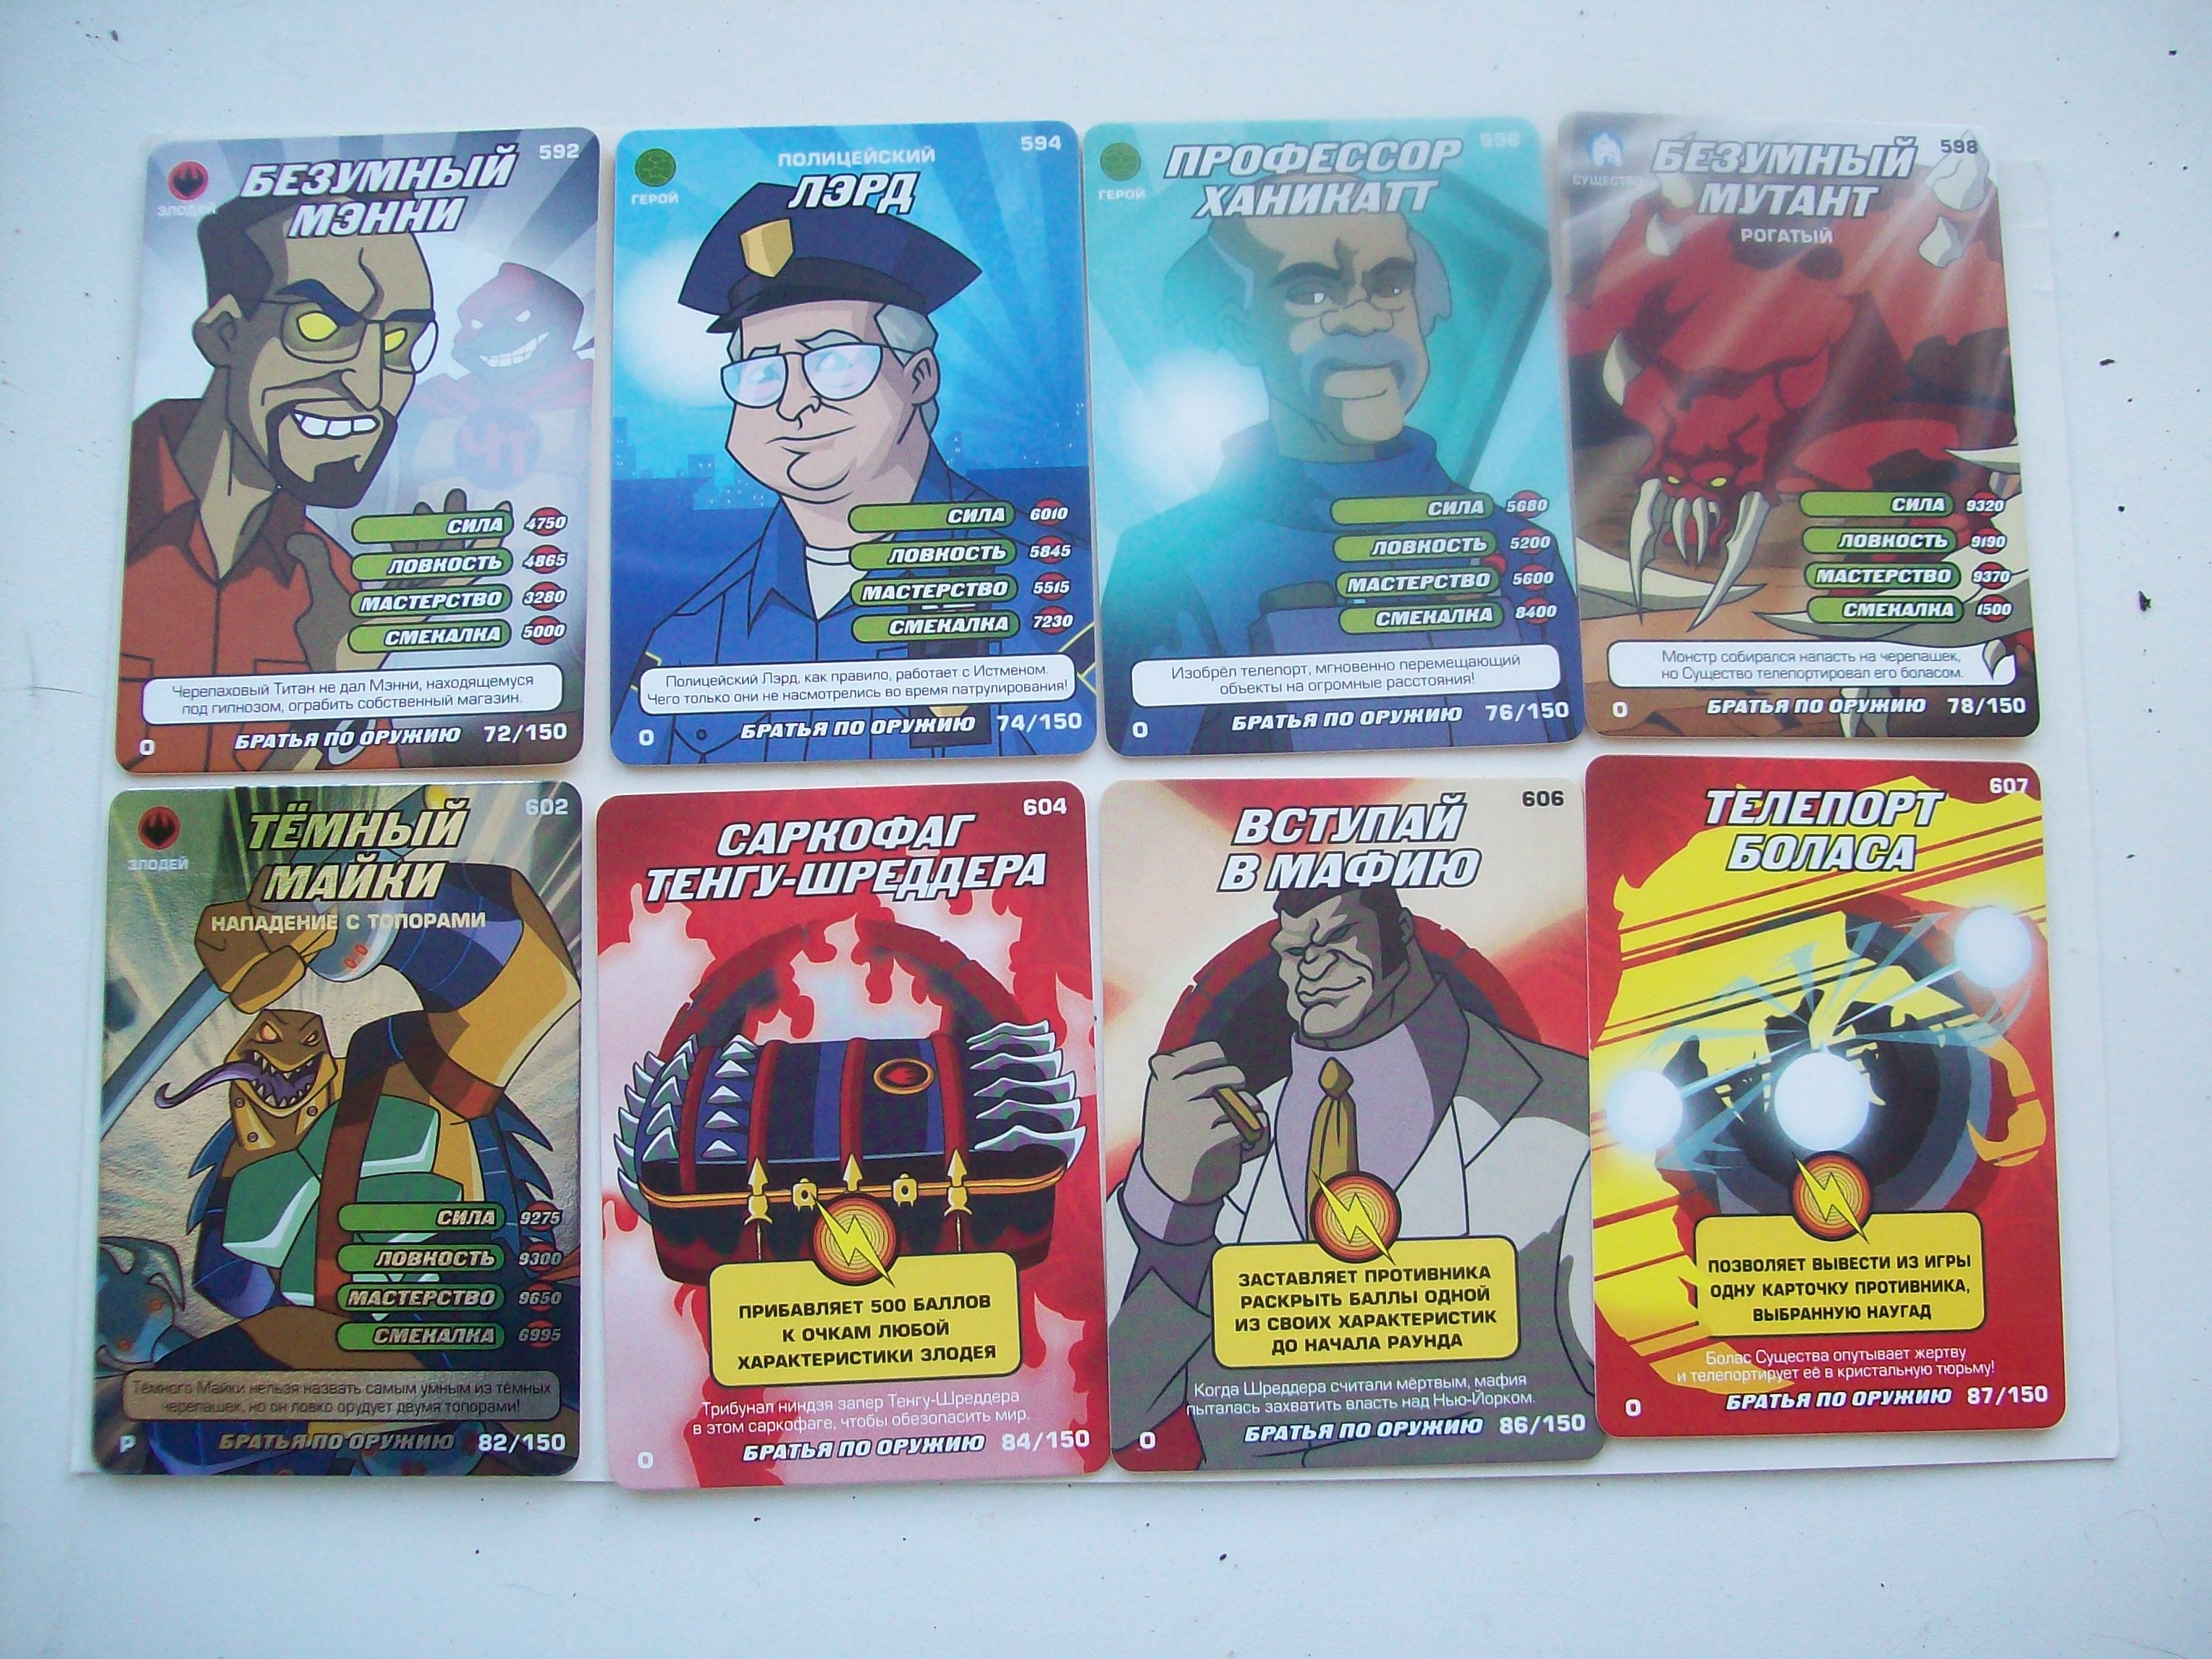 592
ЗЛОДЕЙ
БЕЗУМНЫЙ
МЭННИ
ЧТ
СИЛА 4750
ЛОВКОСТЬ 4865
МАСТЕРСТВО 3280
СМЕКАЛКА 5000
Черепаховый Титан не дал Мэнни, находящемуся
под гипнозом, ограбить собственный магазин.
О БРАТЬЯ ПО ОРУЖИЮ 72/150
594
ГЕРОЙ
ПОЛИЦЕЙСКИЙ
ЛЭРД
СИЛА 6010
ЛОВКОСТЬ 5845
МАСТЕРСТВО 5515
СМЕКАЛКА 7230
Полицейский Лэрд, как правило, работает с Истменом.
Чего только они не насмотрелись во время патрулирования!
О БРАТЬЯ ПО ОРУЖИЮ 74/150
596
ГЕРОЙ
ПРОФЕССОР
ХАНИКАТТ
СИЛА 5680
ЛОВКОСТЬ 5200
МАСТЕРСТВО 5600
СМЕКАЛКА 8400
Изобрёл телепорт, мгновенно перемещающий
объекты на огромные расстояния!
О БРАТЬЯ ПО ОРУЖИЮ 76/150
598
СУЩЕСТВО
БЕЗУМНЫЙ
МУТАНТ
РОГАТЫЙ
СИЛА 9320
ЛОВКОСТЬ 9190
МАСТЕРСТВО 9370
СМЕКАЛКА 1500
Монстр собирался напасть на черепашек,
но Существо телепортировал его боласом.
О БРАТЬЯ ПО ОРУЖИЮ 78/150
602
ЗЛОДЕЙ
ТЁМНЫЙ
МАЙКИ
НАПАДЕНИЕ С ТОПОРАМИ
СИЛА 9275
ЛОВКОСТЬ 9300
МАСТЕРСТВО 9650
СМЕКАЛКА 6995
Тёмного Майки нельзя назвать самым умным из тёмных
черепашек, но он ловко орудует двумя топорами!
Р БРАТЬЯ ПО ОРУЖИЮ 82/150
604
САРКОФАГ
ТЕНГУ-ШРЕДДЕРА
ПРИБАВЛЯЕТ 500 БАЛЛОВ
К ОЧКАМ ЛЮБОЙ
ХАРАКТЕРИСТИКИ ЗЛОДЕЯ
Трибунал ниндзя запер Тенгу-Шреддера
в этом саркофаге, чтобы обезопасить мир.
О БРАТЬЯ ПО ОРУЖИЮ 84/150
606
ВСТУПАЙ
В МАФИЮ
ЗАСТАВЛЯЕТ ПРОТИВНИКА
РАСКРЫТЬ БАЛЛЫ ОДНОЙ
ИЗ СВОИХ ХАРАКТЕРИСТИК
ДО НАЧАЛА РАУНДА
Когда Шреддера считали мёртвым, мафия
пыталась захватить власть над Нью-Йорком.
О БРАТЬЯ ПО ОРУЖИЮ 86/150
607
ТЕЛЕПОРТ
БОЛАСА
ПОЗВОЛЯЕТ ВЫВЕСТИ ИЗ ИГРЫ
ОДНУ КАРТОЧКУ ПРОТИВНИКА,
ВЫБРАННУЮ НАУГАД
Болас Существа опутывает жертву
и телепортирует её в кристальную тюрьму!
О БРАТЬЯ ПО ОРУЖИЮ 87/150